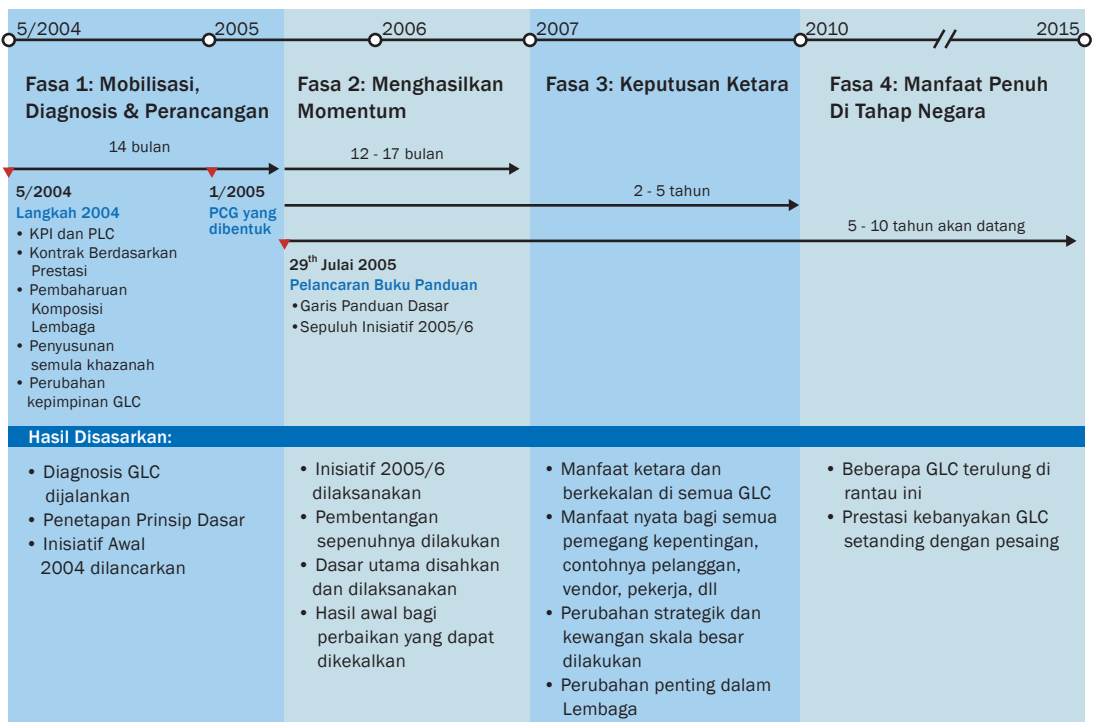 5/2004
2005
2006
2007
2010
2015
Fasa 1: Mobilisasi,
Diagnosis & Perancangan
Fasa 2: Menghasilkan
Momentum
Fasa 3: Keputusan Ketara
Fasa 4: Manfaat Penuh
Di Tahap Negara
14 bulan
12 - 17 bulan
2 - 5 tahun
5 - 10 tahun akan datang
5/2004
Langkah 2004
• KPI dan PLC
• Kontrak Berdasarkan
Prestasi
• Pembaharuan
Komposisi
Lembaga
• Penyusunan
semula khazanah
• Perubahan
kepimpinan GLC
1/2005
PCG yang
dibentuk
29th Julai 2005
Pelancaran Buku Panduan
• Garis Panduan Dasar
• Sepuluh Inisiatif 2005/6
Hasil Disasarkan:
• Diagnosis GLC
dijalankan
• Penetapan Prinsip Dasar
• Inisiatif Awal
2004 dilancarkan
• Inisiatif 2005/6
dilaksanakan
• Pembentangan
sepenuhnya dilakukan
• Dasar utama disahkan
dan dilaksanakan
• Hasil awal bagi
perbaikan yang dapat
dikekalkan
• Manfaat ketara dan
berkekalan di semua GLC
• Manfaat nyata bagi semua
pemegang kepentingan,
contohnya pelanggan,
vendor, pekerja, dll
• Perubahan strategik dan
kewangan skala besar
dilakukan
• Perubahan penting dalam
Lembaga
• Beberapa GLC terulung di
rantau ini
• Prestasi kebanyakan GLC
setanding dengan pesaing